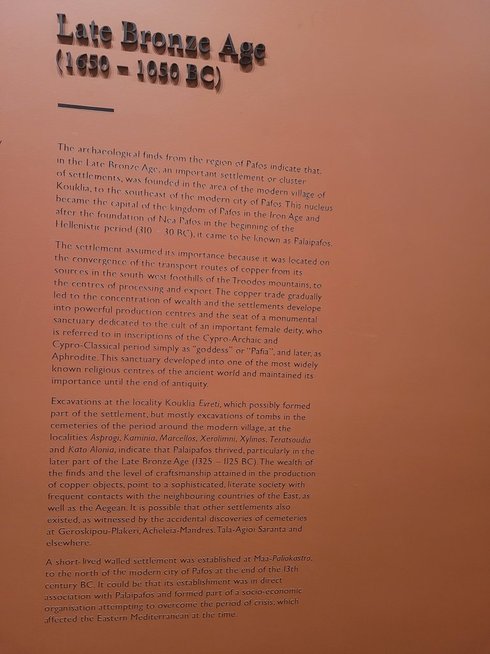 Late Bronze Age
(1650 – 1050 BC)
The archaeological finds from the region of Pafos indicate that,
in the Late Bronze Age, an important settlement or cluster
of settlements, was founded in the area of the modern village of
Kouklia, to the southeast of the modern city of Pafos. This nucleus
became the capital of the kingdom of Pafos in the Iron Age and
after the foundation of Nea Pafos in the beginning of the
Hellenistic period (310 – 30 BC), it came to be known as Palaipafos.
The settlement assumed its importance because it was located on
the convergence of the transport routes of copper from its
sources in the south west foothills of the Troodos mountains, to
the centres of processing and export. The copper trade gradually
led to the concentration of wealth and the settlements develope
into powerful production centres and the seat of a monumental
sanctuary dedicated to the cult of an important female deity, who
is referred to in inscriptions of the Cypro-Archaic and
Cypro-Classical period simply as "goddess" or "Pafia", and later, as
Aphrodite. This sanctuary developed into one of the most widely
known religious centres of the ancient world and maintained its
importance until the end of antiquity.
Excavations at the locality Kouklia Evreti, which possibly formed
part of the settlement, but mostly excavations of tombs in the
cemeteries of the period around the modern village, at the
localities Asprogi, Kaminia, Marcellos, Xerolimni, Xylinos, Teratsoudia
and Kato Alonia, indicate that Palaipafos thrived, particularly in the
later part of the Late Bronze Age (1325 – 1125 BC). The wealth of
the finds and the level of craftsmanship attained in the production
of copper objects, point to a sophisticated, literate society with
frequent contacts with the neighbouring countries of the East, as
well as the Aegean. It is possible that other settlements also
existed, as witnessed by the accidental discoveries of cemeteries
at Geroskipou-Plakeri, Acheleia-Mandres, Tala-Agioi Saranta and
elsewhere.
A short-lived walled settlement was established at Maa-Paliokastra,
to the north of the modern city of Pafos at the end of the 13th
century BC. It could be that its establishment was in direct
association with Palaipafos and formed part of a socio-economic
organisation attempting to overcome the period of crisis, which
affected the Eastern Mediterranean at the time.